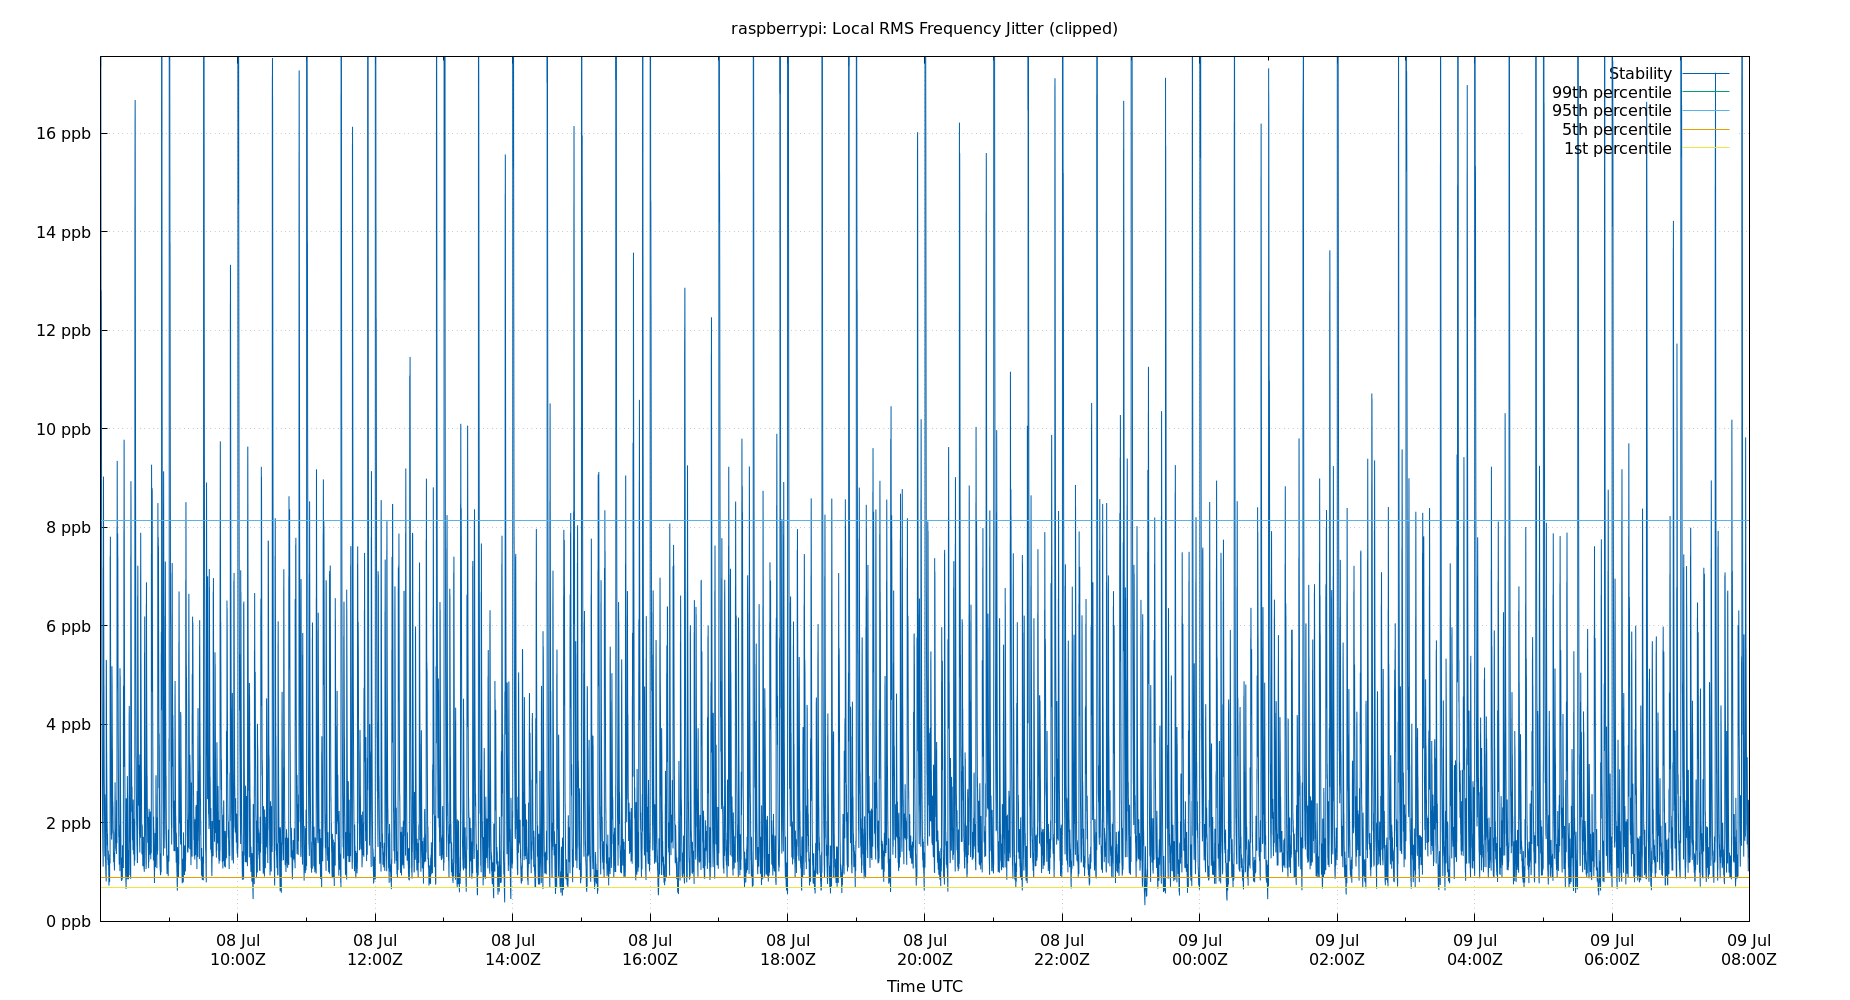 raspberrypi: Local RMS Frequency Jitter (clipped)
Stability
99th percentile
95th percentile
5th percentile
1st percentile
16 ppb
14 ppb
12 ppb
10 ppb
8 ppb
6 ppb
4 ppb
2 ppb
0 ppb
08 Jul 08 Jul 08 Jul 08 Jul 08 Jul 08 Jul 08 Jul 09 Jul 09 Jul 09 Jul 09 Jul 09 Jul
10:00Z 12:00Z 14:00Z 16:00Z 18:00Z 20:00Z 22:00Z 00:00Z 02:00Z 04:00Z 06:00Z 08:00Z
Time UTC